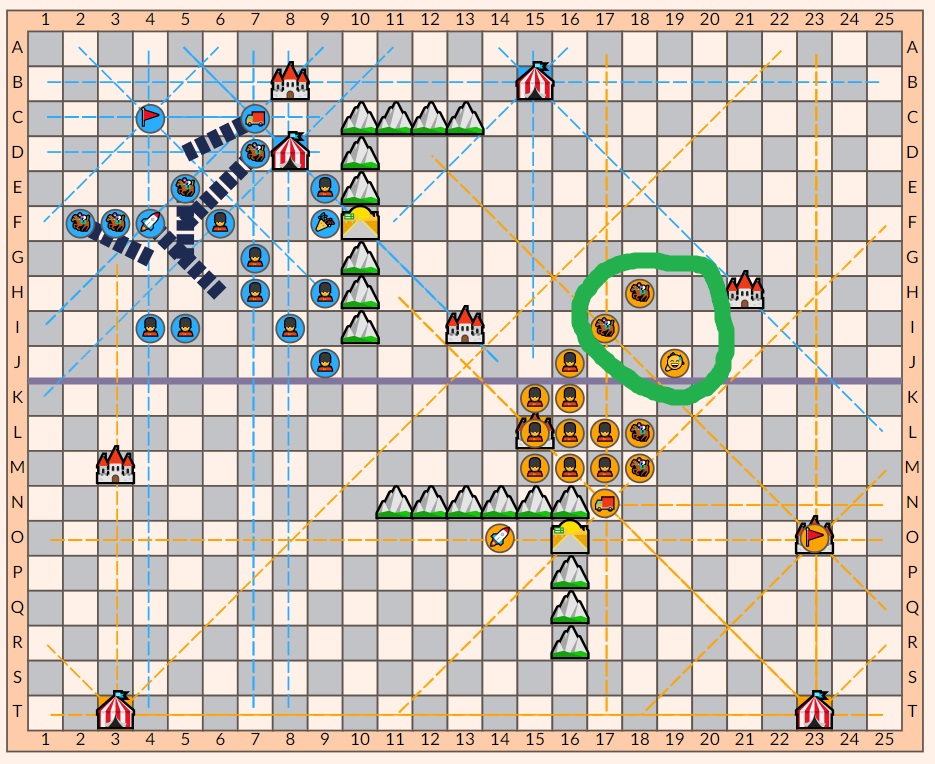 1 2 3 4 5 6 7 8 9 10 11 12 13 14 15 16 17 18 19 20 21 22 23 24 25
A A
B B
C C
D D
E E
F F
G G
H H
I I
J J
K K
L L
M M
N N
O O
P P
Q Q
R R
S S
T T
1 2 3 4 5 6 7 8 9 10 11 12 13 14 15 16 17 18 19 20 21 22 23 24 25